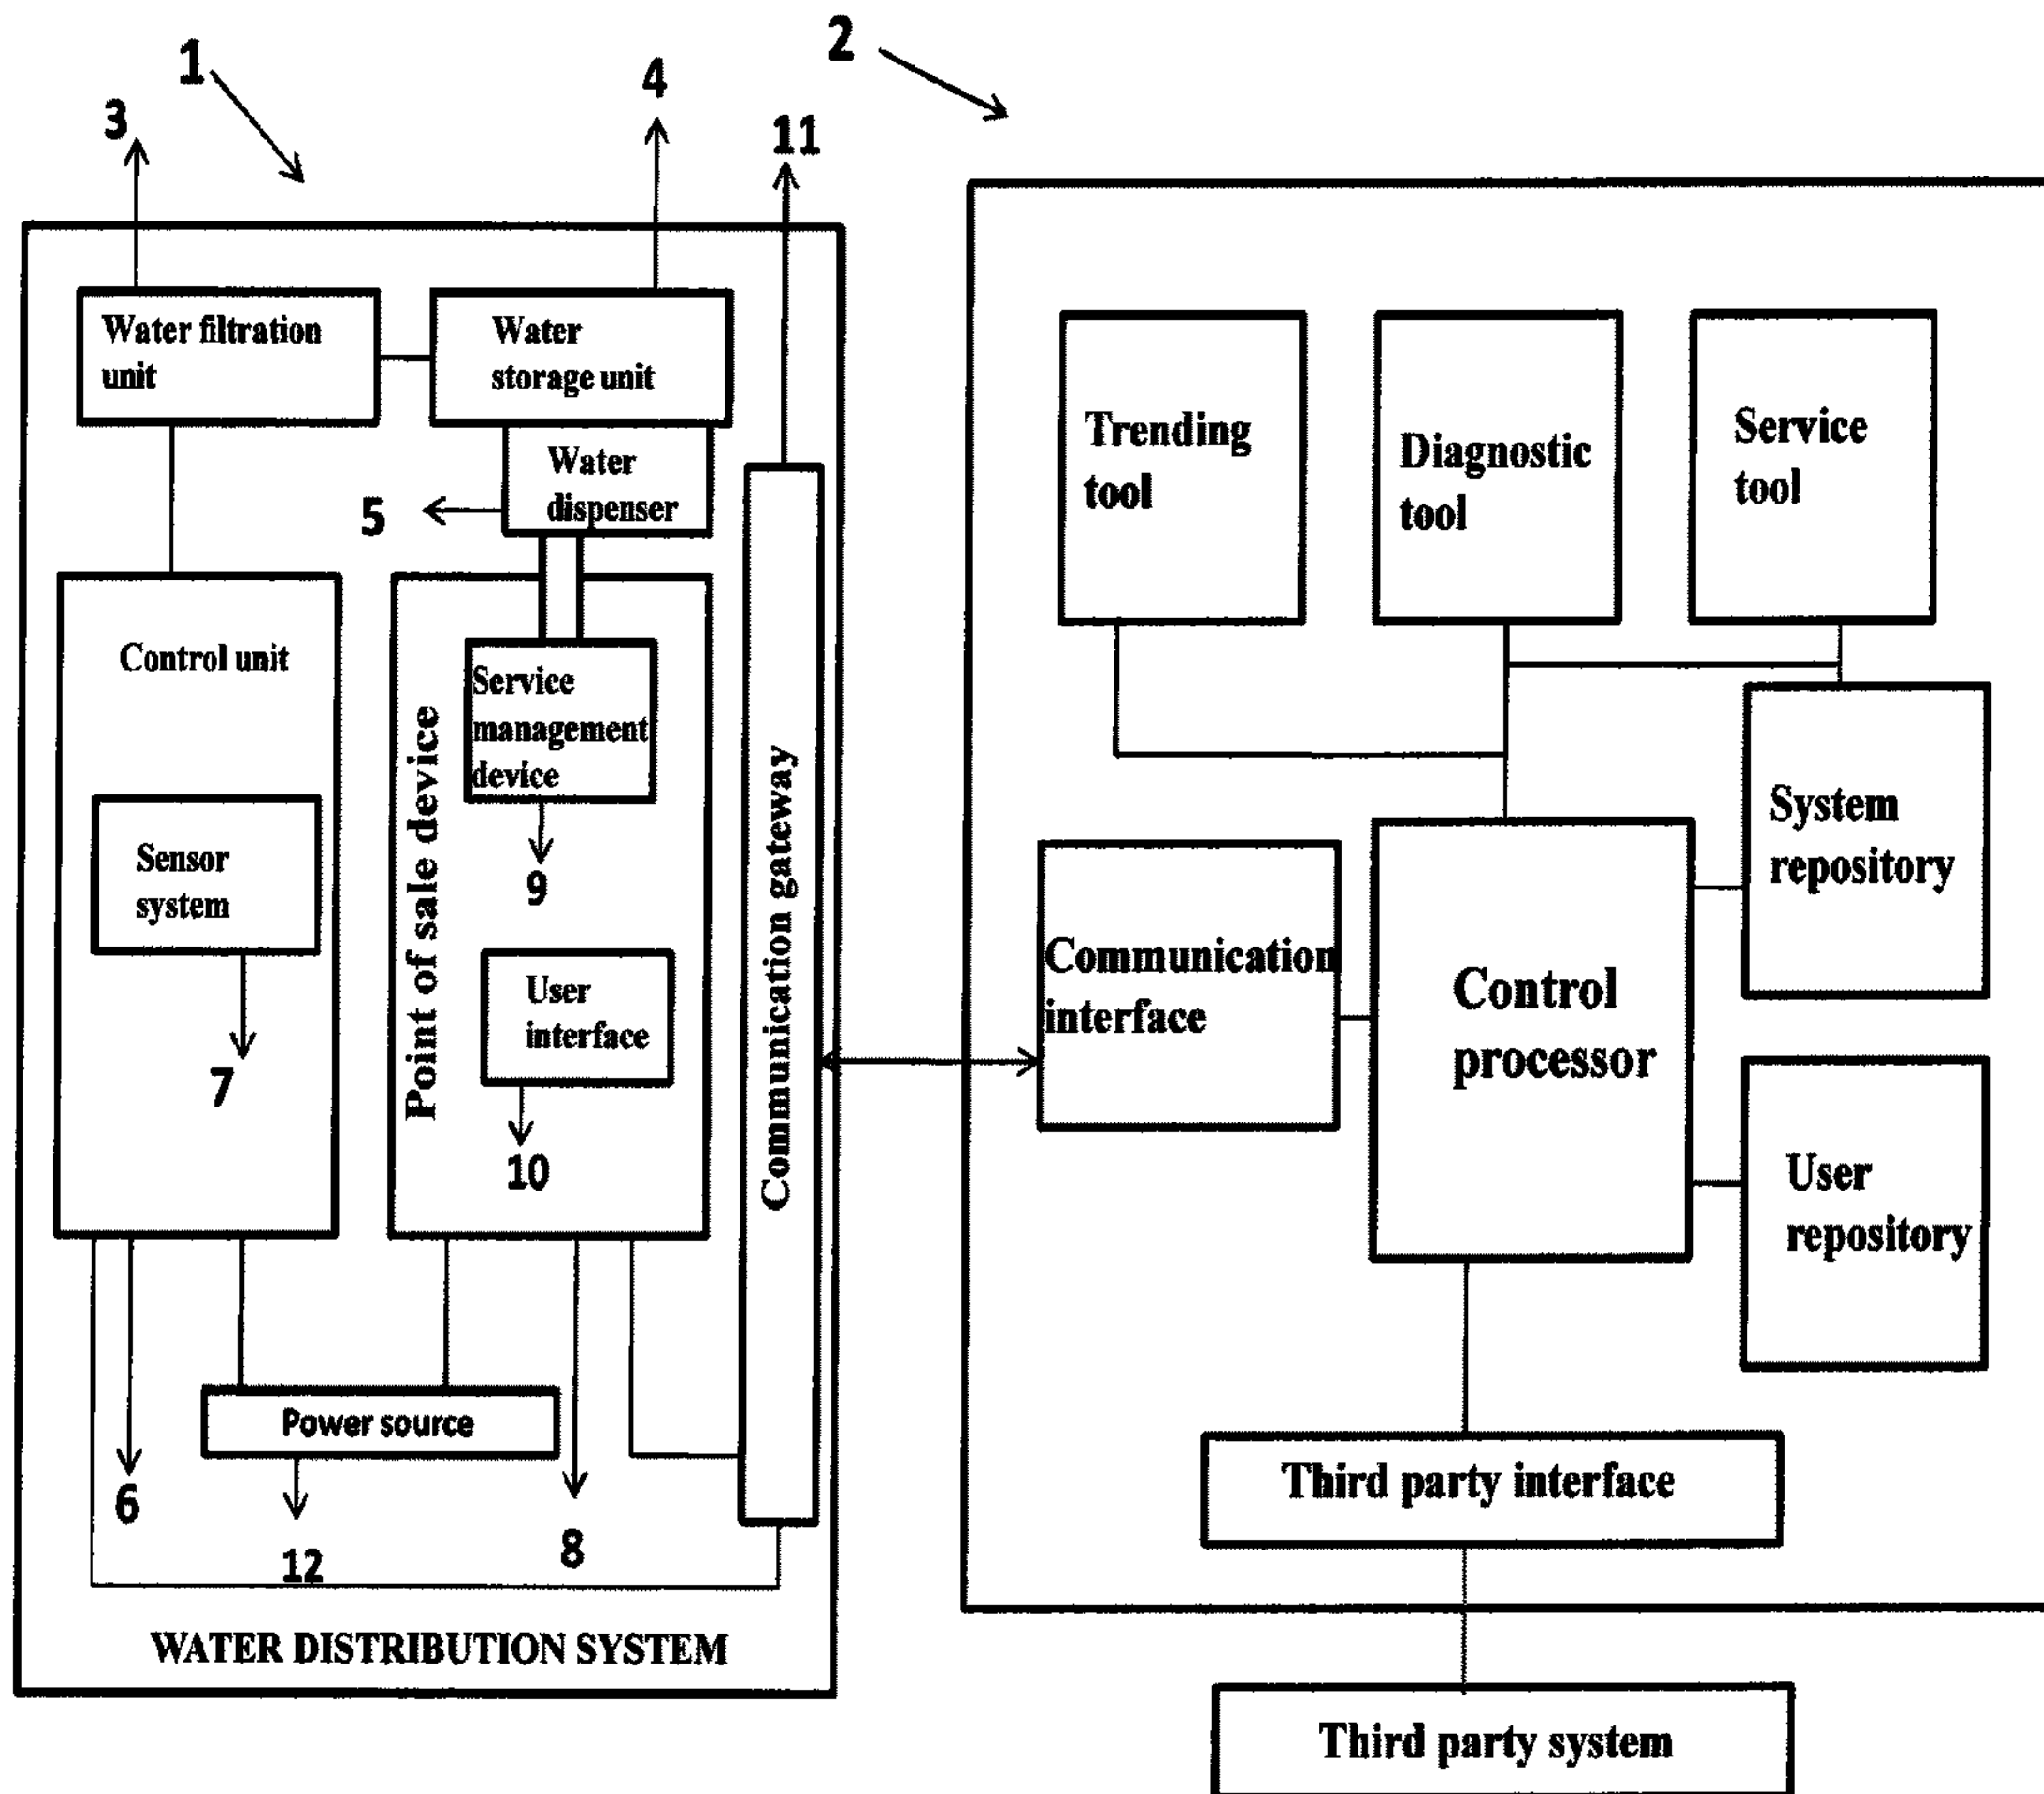 1
2
3
4
11
Water filtration
unit
Water
storage unit
Water
dispenser
5
Control unit
Sensor
system
7
Point of sale device
Service
management
device
9
User
interface
10
Communication gateway
Power source
6
12
8
WATER DISTRIBUTION SYSTEM
Trending
tool
Diagnostic
tool
Service
tool
System
repository
Communication
interface
Control
processor
User
repository
Third party interface
Third party system